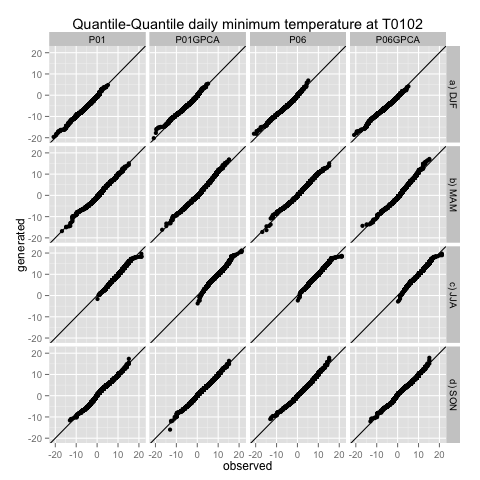 Quantile-Quantile daily minimum temperature at T0102
P01 P01GPCA P06 P06GPCA
20
10
0
-10
-20
a) DJF
20
10
0
-10
-20
b) MAM
generated
20
10
0
-10
-20
c) JJA
20
10
0
-10
-20
d) SON
-20 -10 0 10 20 -20 -10 0 10 20 -20 -10 0 10 20 -20 -10 0 10 20
observed